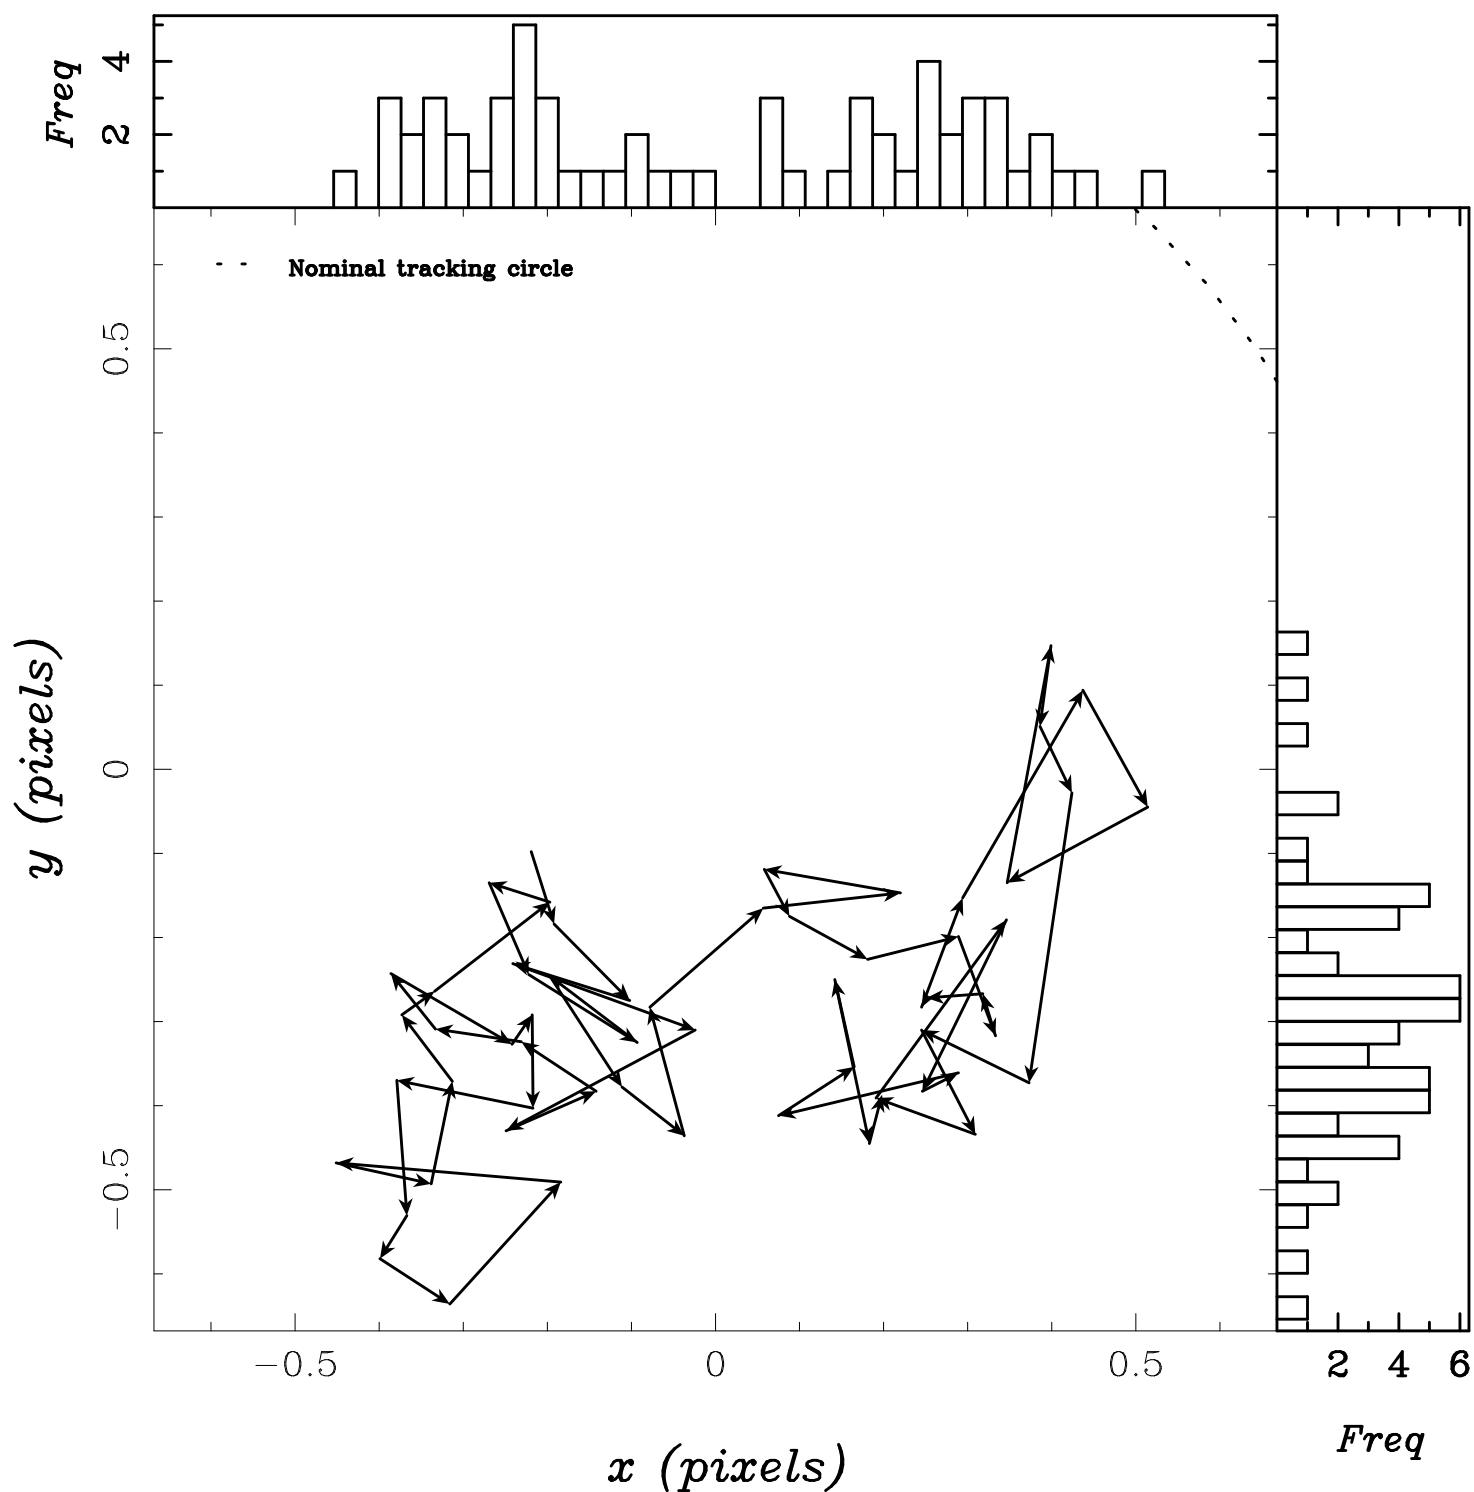 Freq
4
2
Nominal tracking circle
0.5
0
−0.5
y (pixels)
−0.5 0 0.5
2 4 6
x (pixels)
Freq